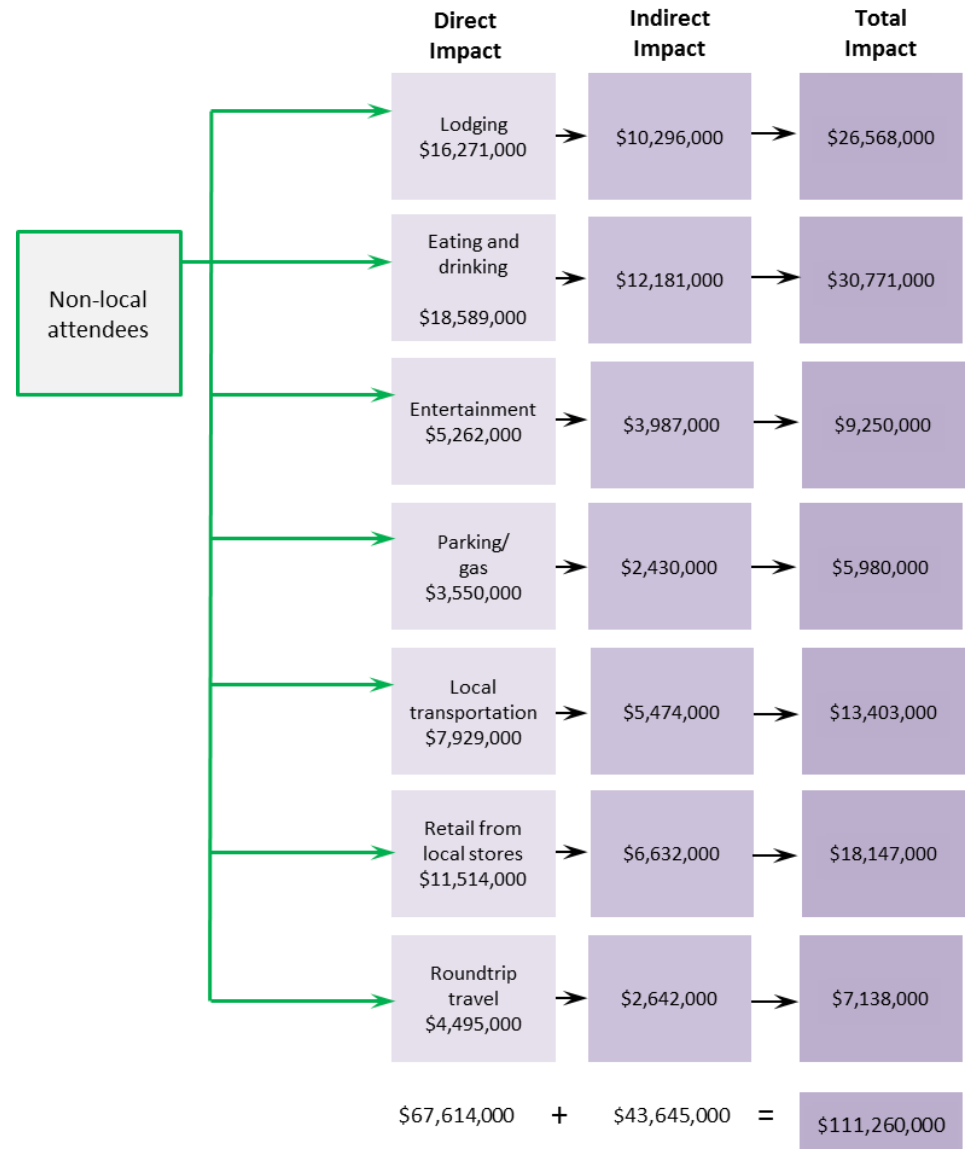 Direct
Impact
Indirect
Impact
Total
Impact
Lodging
$16,271,000
$10,296,000
$26,568,000
Non-local
attendees
Eating and
drinking
$18,589,000
$12,181,000
$30,771,000
Entertainment
$5,262,000
$3,987,000
$9,250,000
Parking/
gas
$3,550,000
$2,430,000
$5,980,000
Local
transportation
$7,929,000
$5,474,000
$13,403,000
Retail from
local stores
$11,514,000
$6,632,000
$18,147,000
Roundtrip
travel
$4,495,000
$2,642,000
$7,138,000
$67,614,000 + $43,645,000 = $111,260,000